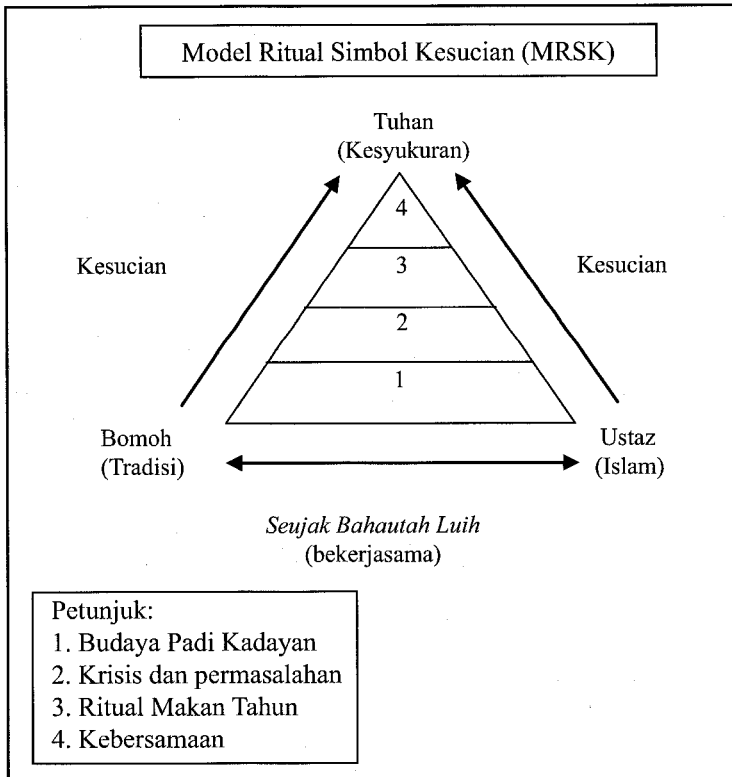 Model Ritual Simbol Kesucian (MRSK)
Tuhan
(Kesyukuran)
4
Kesucian
3
Kesucian
2
1
Bomoh
(Tradisi)
Ustaz
(Islam)
Seujak Bahautah Luih
(bekerjasama)
Petunjuk:
1. Budaya Padi Kadayan
2. Krisis dan permasalahan
3. Ritual Makan Tahun
4. Kebersamaan